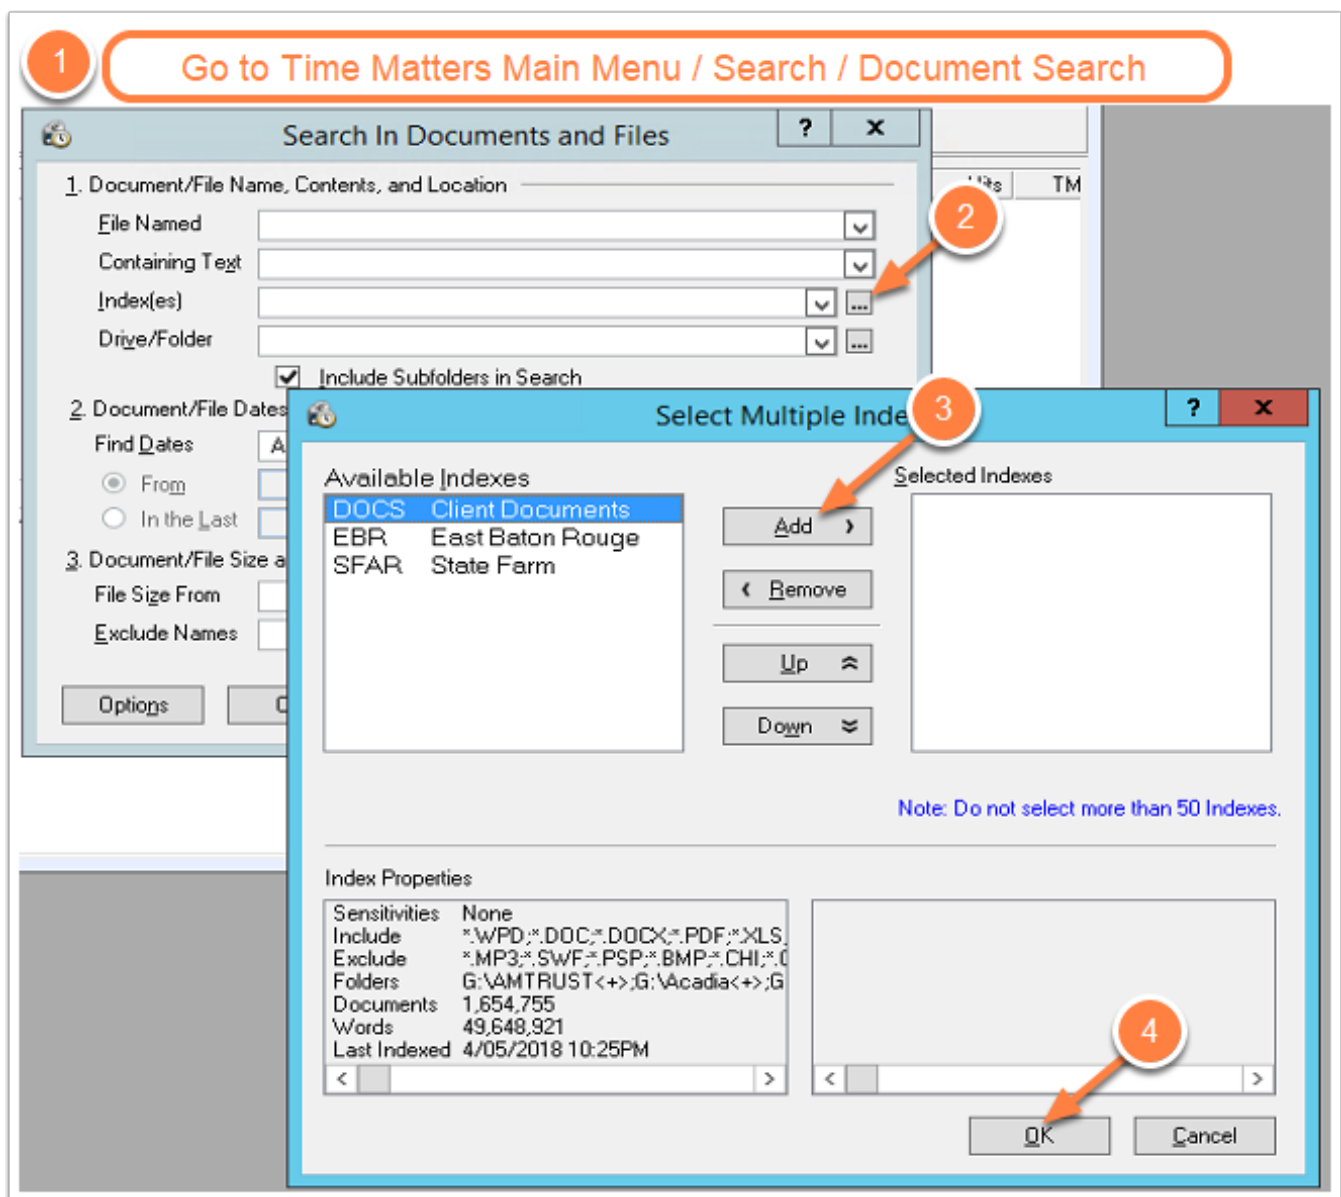 1 Go to Time Matters Main Menu / Search / Document Search
Search In Documents and Files ? x
1. Document/File Name, Contents, and Location
Hits TM
File Named
2
Containing Text
Index(es) ...
Drive/Folder ...
Include Subfolders in Search
2. Document/File Dates
Select Multiple Inde 3 ? x
Find Dates A
From
In the Last
Available Indexes
Selected Indexes
DOCS Client Documents
EBR East Baton Rouge
SFAR State Farm
Add ›
‹ Remove
Up
Down
3. Document/File Size a
File Size From
Exclude Names
Options
Note: Do not select more than 50 Indexes.
Index Properties
Sensitivities None
Include *.WPD;*.DOC;*.DOCX;*.PDF;*.XLS,
Exclude *.MP3;*.SWF;*.PSP;*.BMP;*.CHI;*.
Folders G:\AMTRUST<+>;G:\Acadia<+>;G
Documents 1,654,755
Words 49,648,921
Last Indexed 4/05/2018 10:25PM
4
OK Cancel